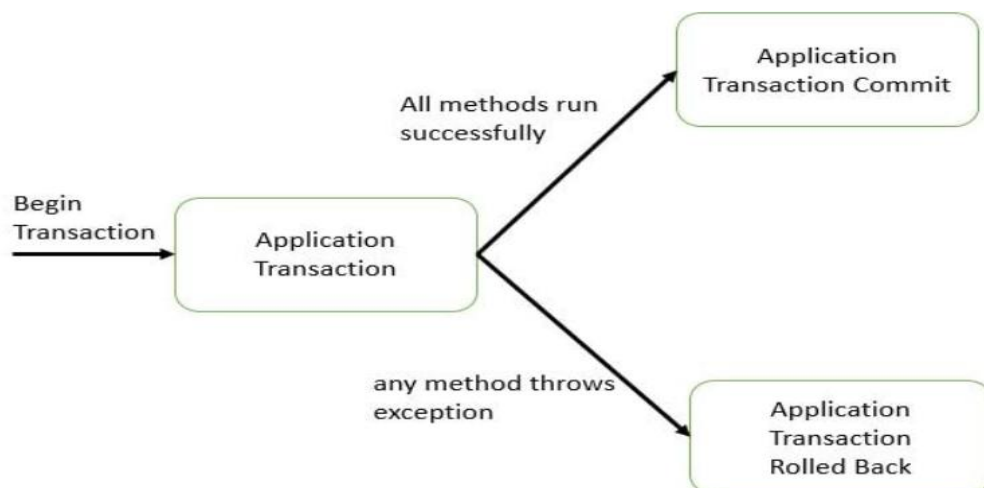 Application
Transaction Commit
All methods run
successfully
Begin
Transaction
Application
Transaction
any method throws
exception
Application
Transaction
Rolled Back